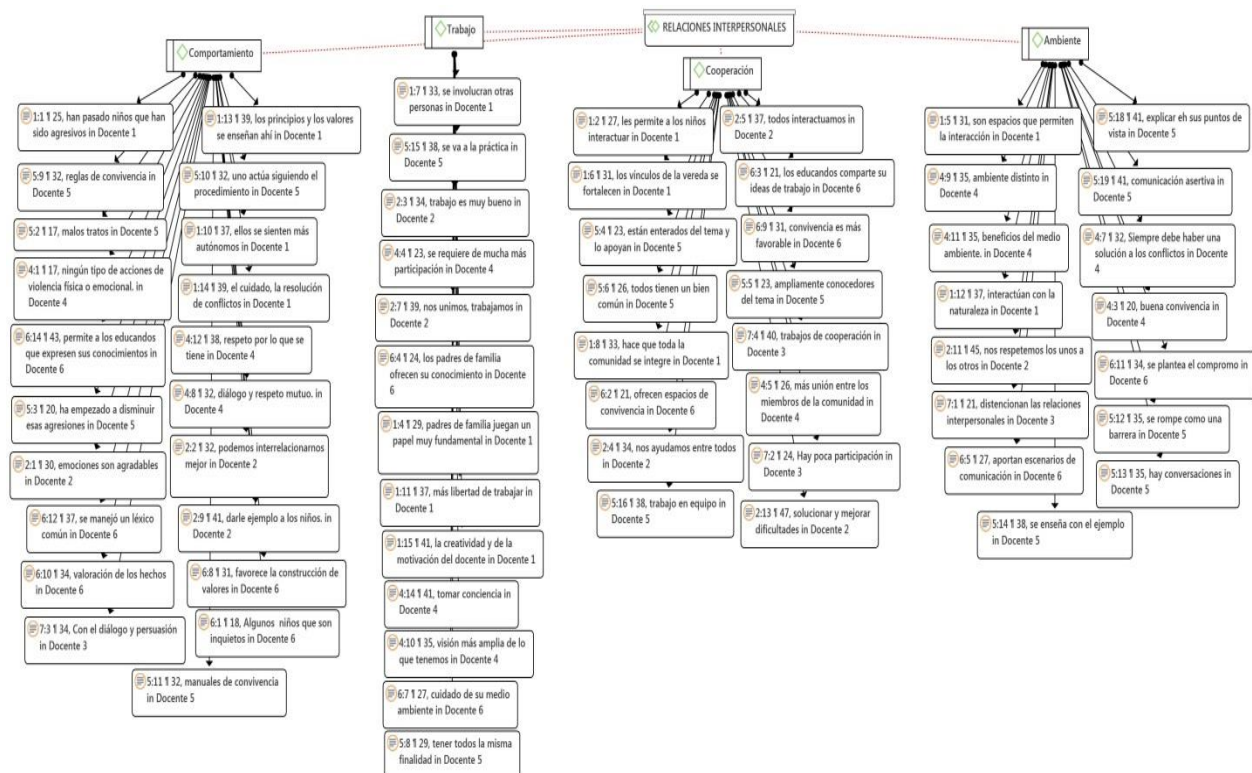 RELACIONES INTERPERSONALES
Comportamiento
1:1 ¶ 25, han pasado niños que han
sido agresivos in Docente 1
1:13 ¶ 39, los principios y los valores
se enseñan ahí in Docente 1
5:9 ¶ 32, reglas de convivencia in
Docente 5
5:10 ¶ 32, uno actúa siguiendo el
procedimiento in Docente 5
5:2 ¶ 17, malos tratos in Docente 5
1:10 ¶ 37, ellos se sienten más
autónomos in Docente 1
4:1 ¶ 17, ningún tipo de acciones de
violencia física o emocional. in
Docente 4
1:14 ¶ 39, el cuidado, la resolución
de conflictos in Docente 1
6:14 ¶ 43, permite a los educandos
que expresen sus conocimientos in
Docente 6
4:12 ¶ 38, respeto por lo que se
tiene in Docente 4
5:3 ¶ 20, ha empezado a disminuir
esas agresiones in Docente 5
4:8 ¶ 32, diálogo y respeto mutuo. in
Docente 4
2:1 ¶ 30, emociones son agradables
in Docente 2
2:2 ¶ 32, podemos interrelacionarnos
mejor in Docente 2
6:12 ¶ 37, se manejó un léxico
común in Docente 6
2:9 ¶ 41, darle ejemplo a los niños. in
Docente 2
6:10 ¶ 34, valoración de los hechos
in Docente 6
6:8 ¶ 31, favorece la construcción de
valores in Docente 6
7:3 ¶ 34, Con el diálogo y persuasión
in Docente 3
6:1 ¶ 18, Algunos niños que son
inquietos in Docente 6
5:11 ¶ 32, manuales de convivencia
in Docente 5
Trabajo
1:7 ¶ 33, se involucran otras
personas in Docente 1
5:15 ¶ 38, se va a la práctica in
Docente 5
2:3 ¶ 34, trabajo es muy bueno in
Docente 2
4:4 ¶ 23, se requiere de mucha más
participación in Docente 4
2:7 ¶ 39, nos unimos, trabajamos in
Docente 2
6:4 ¶ 24, los padres de familia
ofrecen su conocimiento in Docente
6
1:4 ¶ 29, padres de familia juegan un
papel muy fundamental in Docente 1
1:11 ¶ 37, más libertad de trabajar in
Docente 1
1:15 ¶ 41, la creatividad y de la
motivación del docente in Docente 1
4:14 ¶ 41, tomar conciencia in
Docente 4
4:10 ¶ 35, visión más amplia de lo
que tenemos in Docente 4
6:7 ¶ 27, cuidado de su medio
ambiente in Docente 6
5:8 ¶ 29, tener todos la misma
finalidad in Docente 5
Cooperación
1:2 ¶ 27, les permite a los niños
interactuar in Docente 1
2:5 ¶ 37, todos interactuamos in
Docente 2
1:6 ¶ 31, los vínculos de la vereda se
fortalecen in Docente 1
6:3 ¶ 21, los educandos comparte su
ideas de trabajo in Docente 6
5:4 ¶ 23, están enterados del tema y
lo apoyan in Docente 5
6:9 ¶ 31, convivencia es más
favorable in Docente 6
5:6 ¶ 26, todos tienen un bien
común in Docente 5
5:5 ¶ 23, ampliamente conocedores
del tema in Docente 5
1:8 ¶ 33, hace que toda la
comunidad se integre in Docente 1
7:4 ¶ 40, trabajos de cooperación in
Docente 3
6:2 ¶ 21, ofrecen espacios de
convivencia in Docente 6
4:5 ¶ 26, más unión entre los
miembros de la comunidad in
Docente 4
2:4 ¶ 34, nos ayudamos entre todos
in Docente 2
7:2 ¶ 24, Hay poca participación in
Docente 3
5:16 ¶ 38, trabajo en equipo in
Docente 5
2:13 ¶ 47, solucionar y mejorar
dificultades in Docente 2
Ambiente
1:5 ¶ 31, son espacios que permiten
la interacción in Docente 1
5:18 ¶ 41, explicar eh sus puntos de
vista in Docente 5
4:9 ¶ 35, ambiente distinto in
Docente 4
5:19 ¶ 41, comunicación asertiva in
Docente 5
4:11 ¶ 35, beneficios del medio
ambiente. in Docente 4
4:7 ¶ 32, Siempre debe haber una
solución a los conflictos in Docente
4
1:12 ¶ 37, interactúan con la
naturaleza in Docente 1
4:3 ¶ 20, buena convivencia in
Docente 4
2:11 ¶ 45, nos respetemos los unos a
los otros in Docente 2
6:11 ¶ 34, se plantea el compromo in
Docente 6
7:1 ¶ 21, distencionan las relaciones
interpersonales in Docente 3
5:12 ¶ 35, se rompe como una
barrera in Docente 5
6:5 ¶ 27, aportan escenarios de
comunicación in Docente 6
5:13 ¶ 35, hay conversaciones in
Docente 5
5:14 ¶ 38, se enseña con el ejemplo
in Docente 5